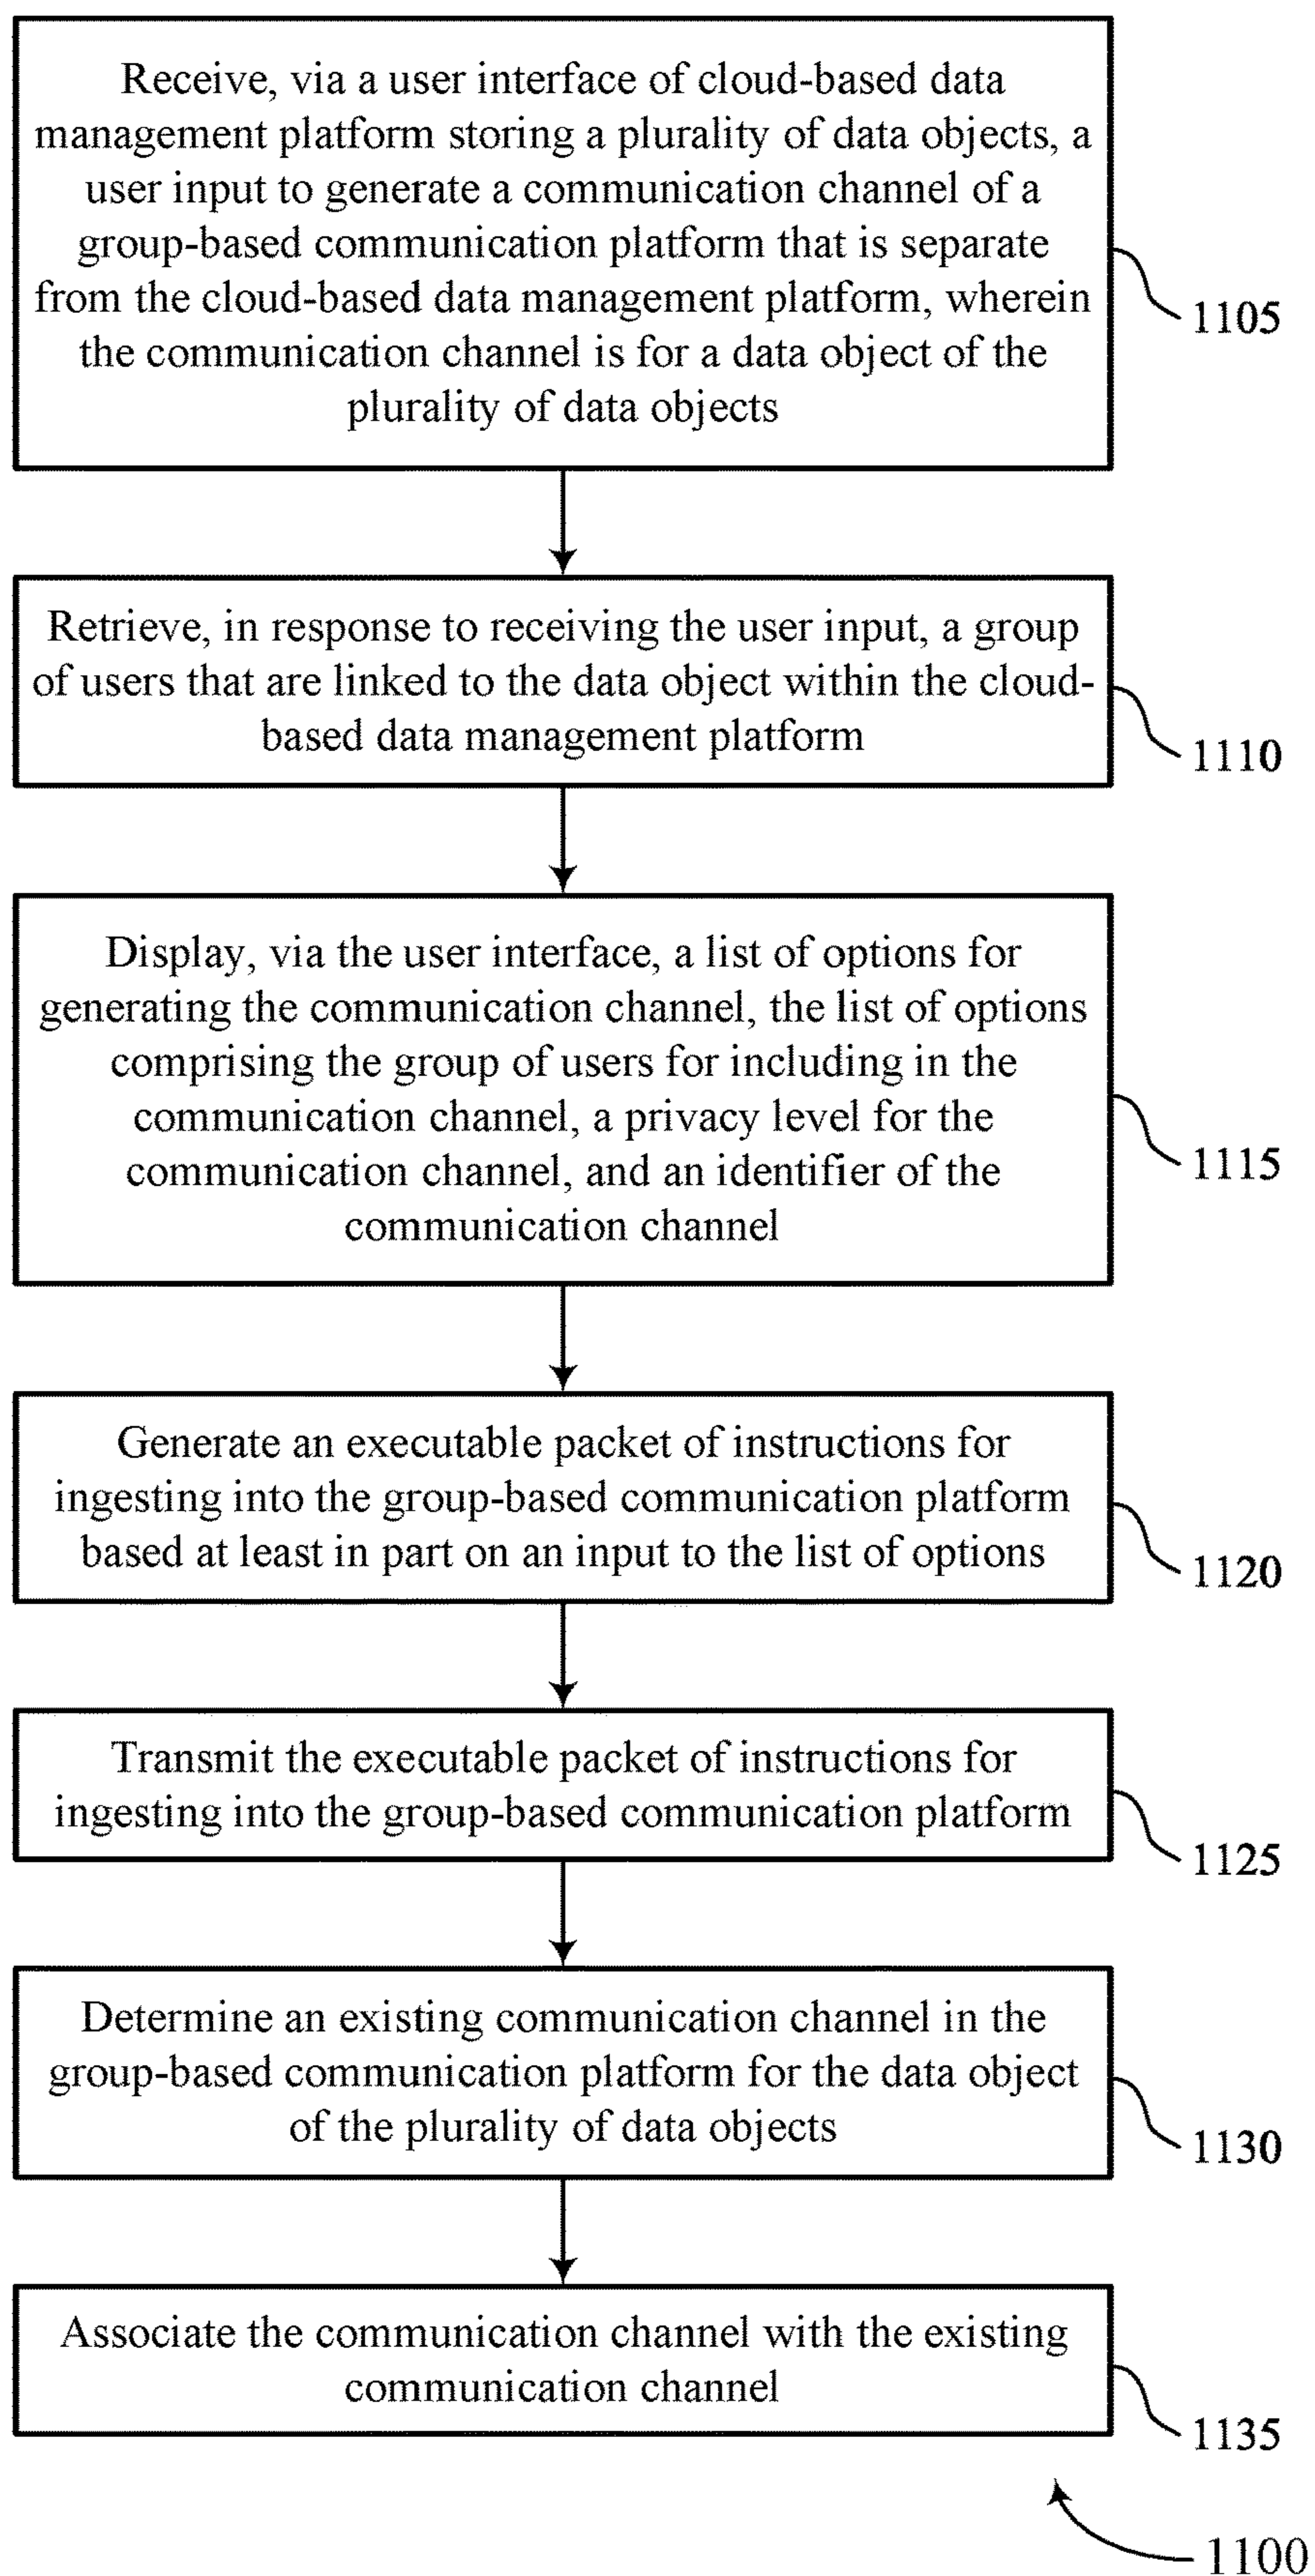 Receive, via a user interface of cloud-based data
management platform storing a plurality of data objects, a
user input to generate a communication channel of a
group-based communication platform that is separate
from the cloud-based data management platform, wherein
the communication channel is for a data object of the
plurality of data objects
1105
Retrieve, in response to receiving the user input, a group
of users that are linked to the data object within the cloud-
based data management platform
1110
Display, via the user interface, a list of options for
generating the communication channel, the list of options
comprising the group of users for including in the
communication channel, a privacy level for the
communication channel, and an identifier of the
communication channel
1115
Generate an executable packet of instructions for
ingesting into the group-based communication platform
based at least in part on an input to the list of options
1120
Transmit the executable packet of instructions for
ingesting into the group-based communication platform
1125
Determine an existing communication channel in the
group-based communication platform for the data object
of the plurality of data objects
1130
Associate the communication channel with the existing
communication channel
1135
1100